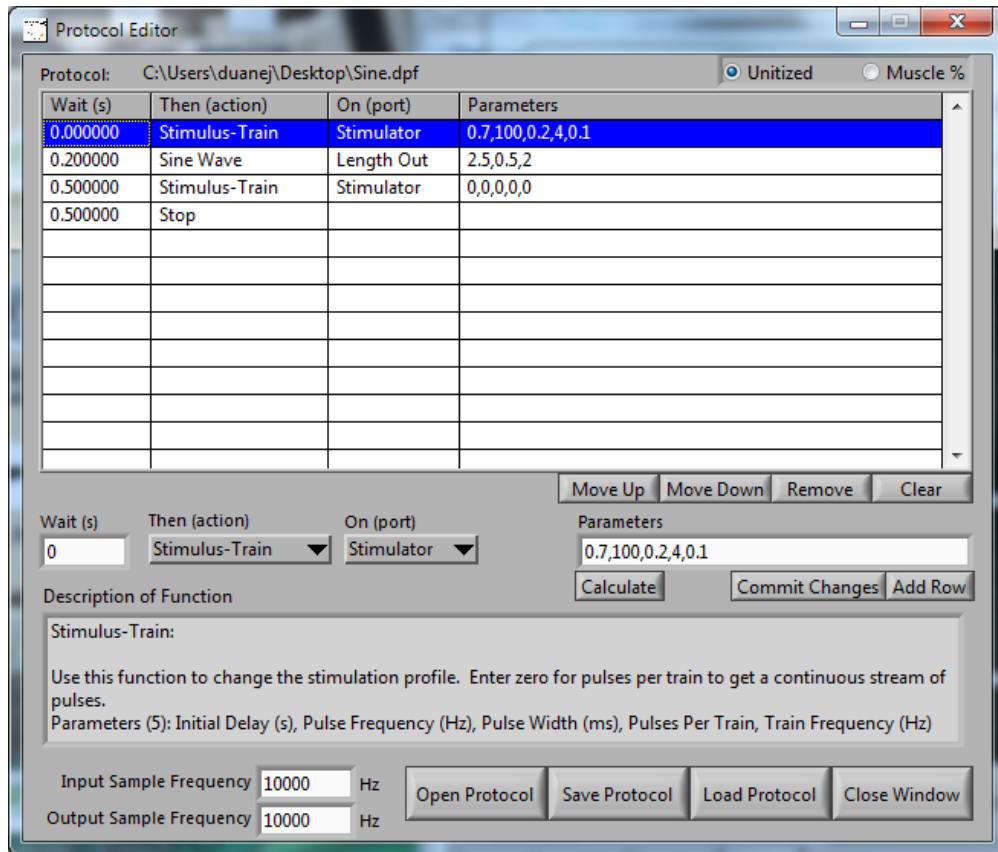 Protocol Editor
Protocol: C:\Users\duanej\Desktop\Sine.dpf Unitized Muscle %
Wait (s) Then (action) On (port) Parameters
0.000000 Stimulus-Train Stimulator 0.7,100,0.2,4,0.1
0.200000 Sine Wave Length Out 2.5,0.5,2
0.500000 Stimulus-Train Stimulator 0,0,0,0,0
0.500000 Stop
Move Up Move Down Remove Clear
Wait (s) Then (action) On (port) Parameters
0 Stimulus-Train Stimulator 0.7,100,0.2,4,0.1
Calculate Commit Changes Add Row
Description of Function
Stimulus-Train:
Use this function to change the stimulation profile. Enter zero for pulses per train to get a continuous stream of
pulses.
Parameters (5): Initial Delay (s), Pulse Frequency (Hz), Pulse Width (ms), Pulses Per Train, Train Frequency (Hz)
Input Sample Frequency 10000 Hz
Open Protocol Save Protocol Load Protocol Close Window
Output Sample Frequency 10000 Hz